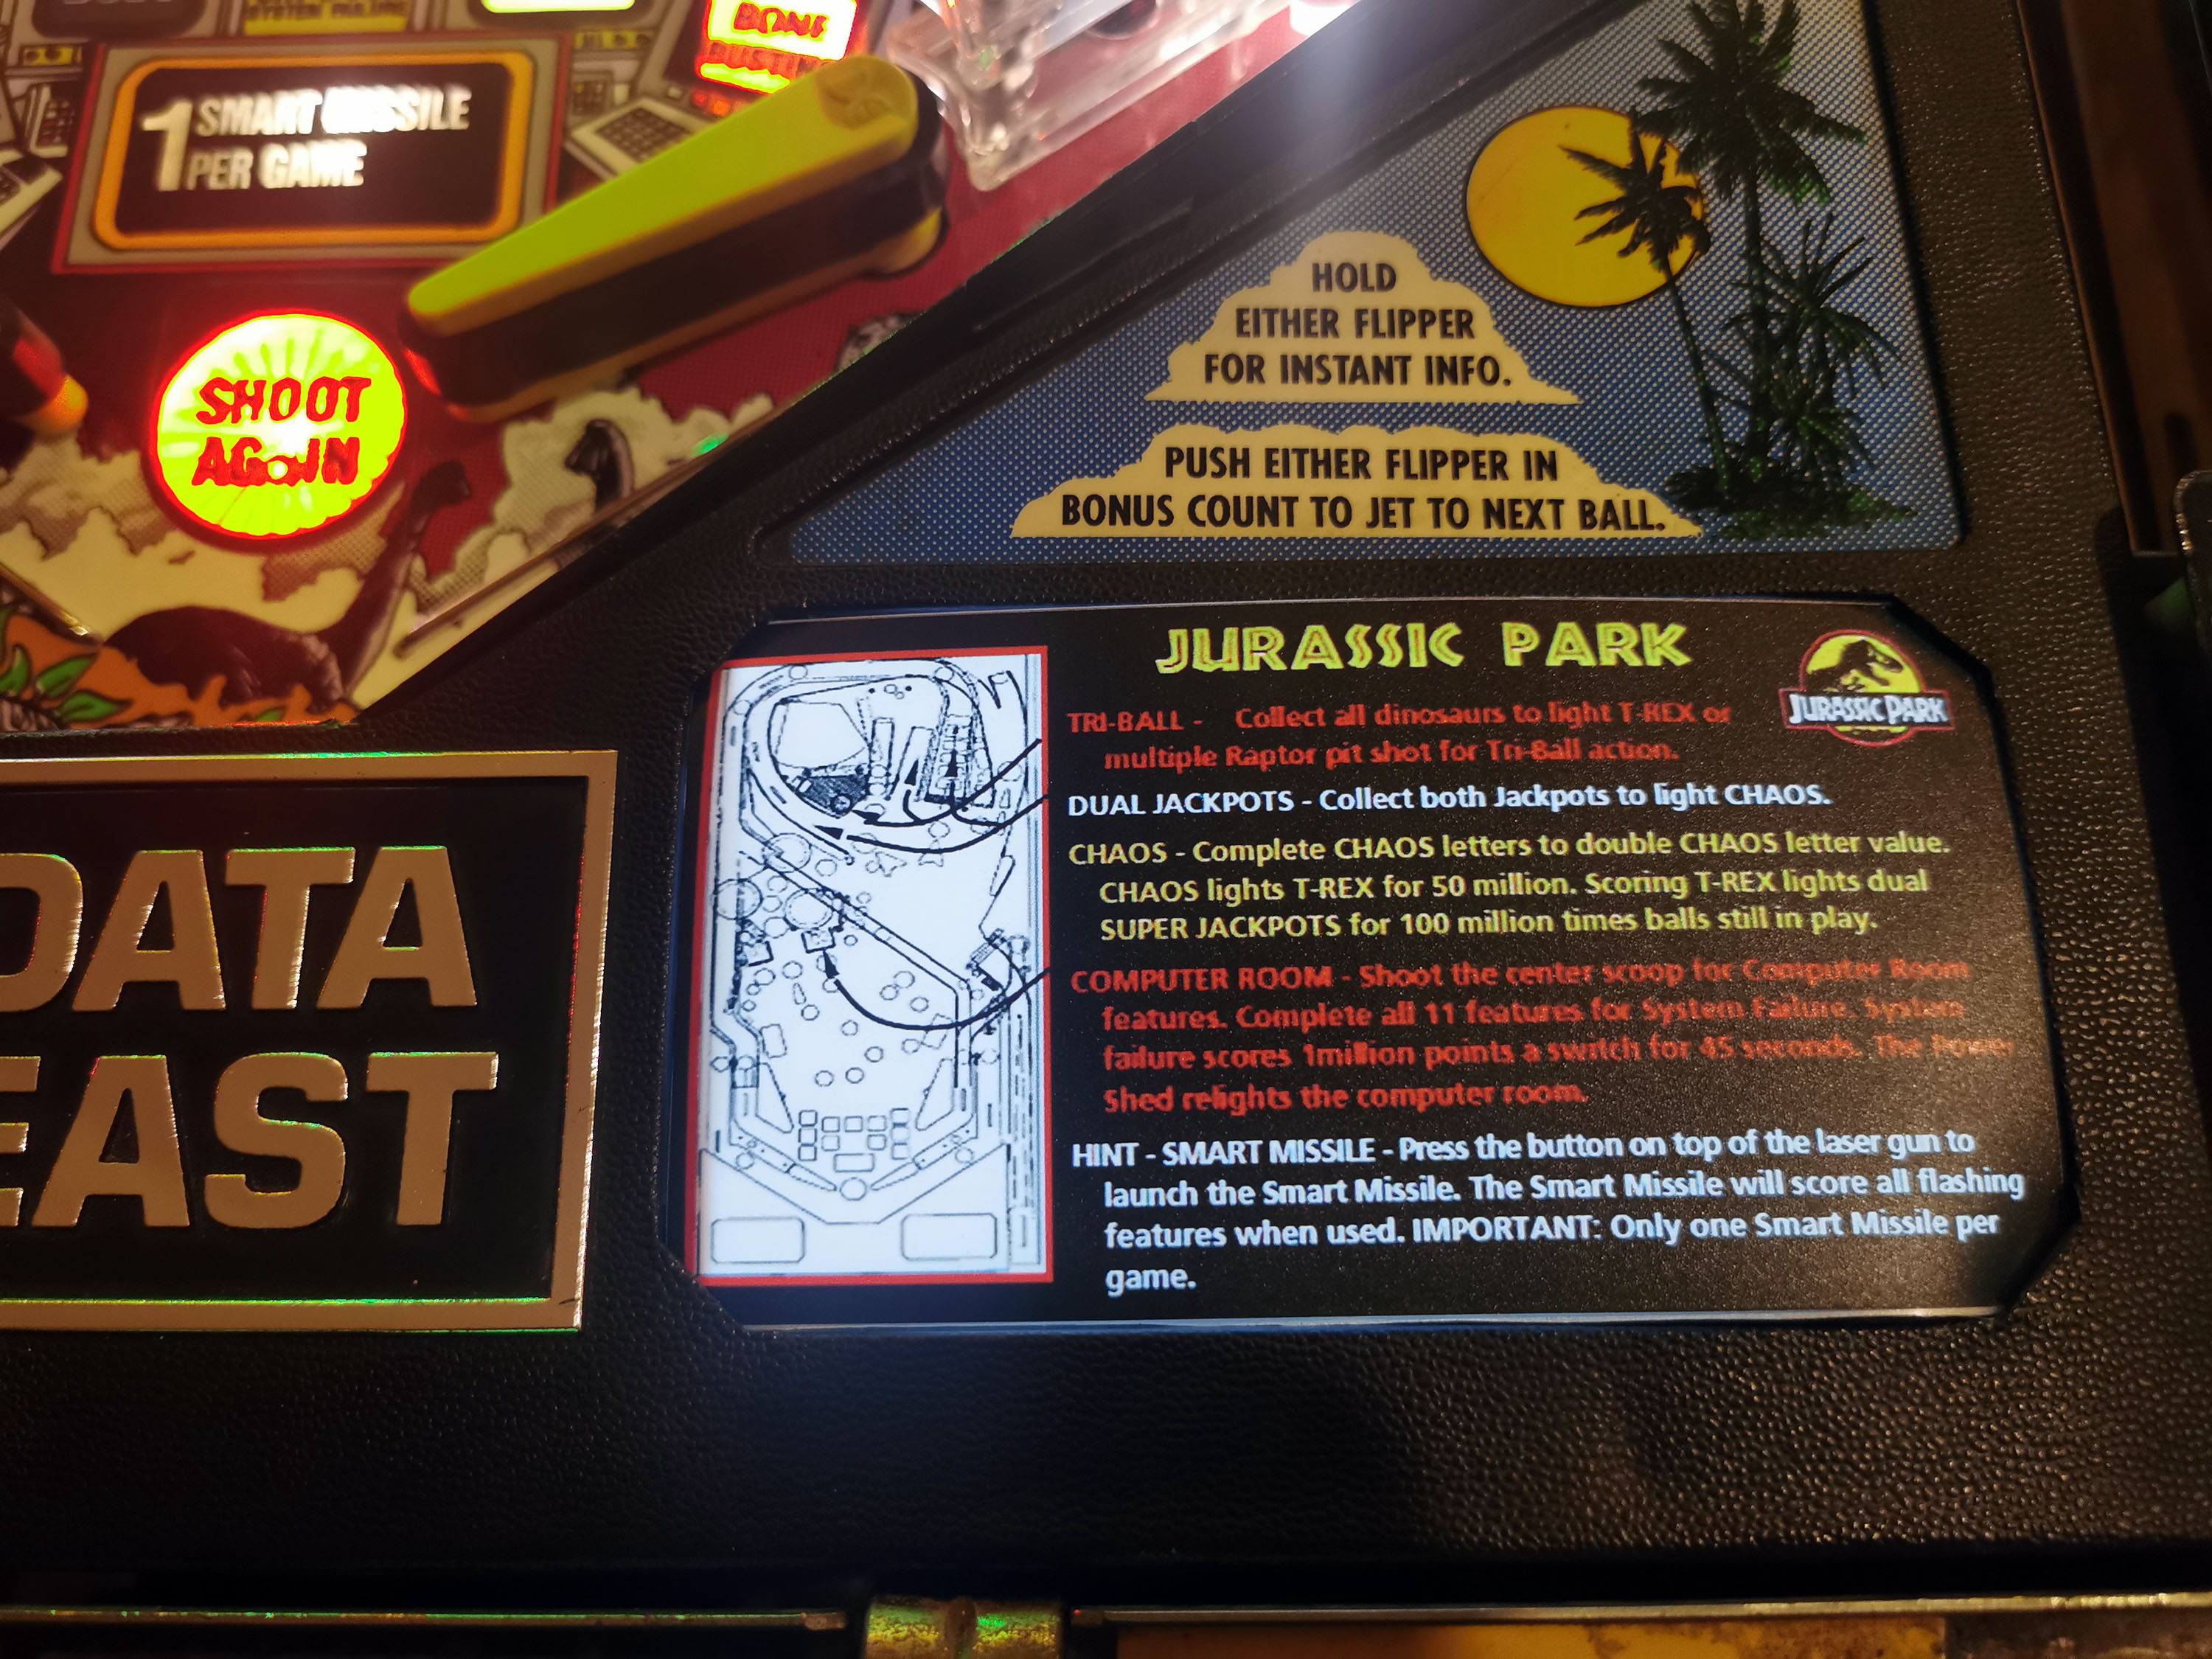 SYSTEM FAILURE
BONE
BUSTIN
1 SMART MISSILE
PER GAME
SHOOT
AGAIN
HOLD
EITHER FLIPPER
FOR INSTANT INFO.
PUSH EITHER FLIPPER IN
BONUS COUNT TO JET TO NEXT BALL.
DATA
EAST
JURASSIC PARK
JURASSIC PARK
TRI-BALL - Collect all dinosaurs to light T-REX or
multiple Raptor pit shot for Tri-Ball action.
DUAL JACKPOTS - Collect both Jackpots to light CHAOS.
CHAOS - Complete CHAOS letters to double CHAOS letter value.
CHAOS lights T-REX for 50 million. Scoring T-REX lights dual
SUPER JACKPOTS for 100 million times balls still in play.
COMPUTER ROOM - Shoot the center scoop for Computer Room
features. Complete all 11 features for System Failure. System
failure scores 1million points a switch for 45 seconds. The Power
Shed relights the computer room.
HINT - SMART MISSILE - Press the button on top of the laser gun to
launch the Smart Missile. The Smart Missile will score all flashing
features when used. IMPORTANT: Only one Smart Missile per
game.